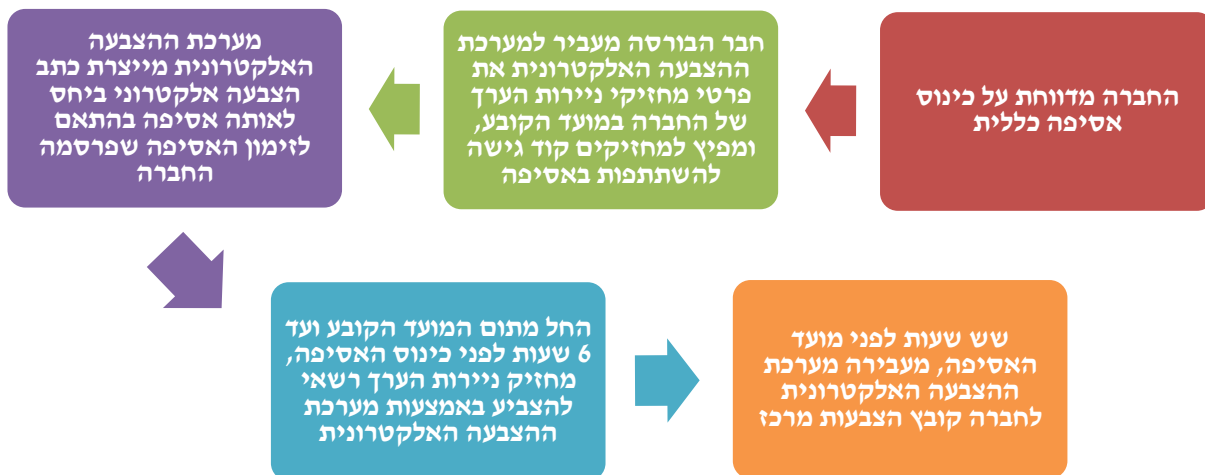 החברה מדווחת על כינוס
אסיפה כללית
חבר הבורסה מעביר למערכת
ההצבעה האלקטרונית את
פרטי מחזיקי ניירות הערך
של החברה במועד הקובע,
ומפיץ למחזיקים קוד גישה
להשתתפות באסיפה
מערכת ההצבעה
האלקטרונית מייצרת כתב
הצבעה אלקטרוני ביחס
לאותה אסיפה בהתאם
לזימון האסיפה שפרסמה
החברה
החל מתום המועד הקובע ועד
6 שעות לפני כינוס האסיפה,
מחזיק ניירות הערך רשאי
להצביע באמצעות מערכת
ההצבעה האלקטרונית
שש שעות לפני מועד
האסיפה, מעבירה מערכת
ההצבעה האלקטרונית
לחברה קובץ הצבעות מרכז